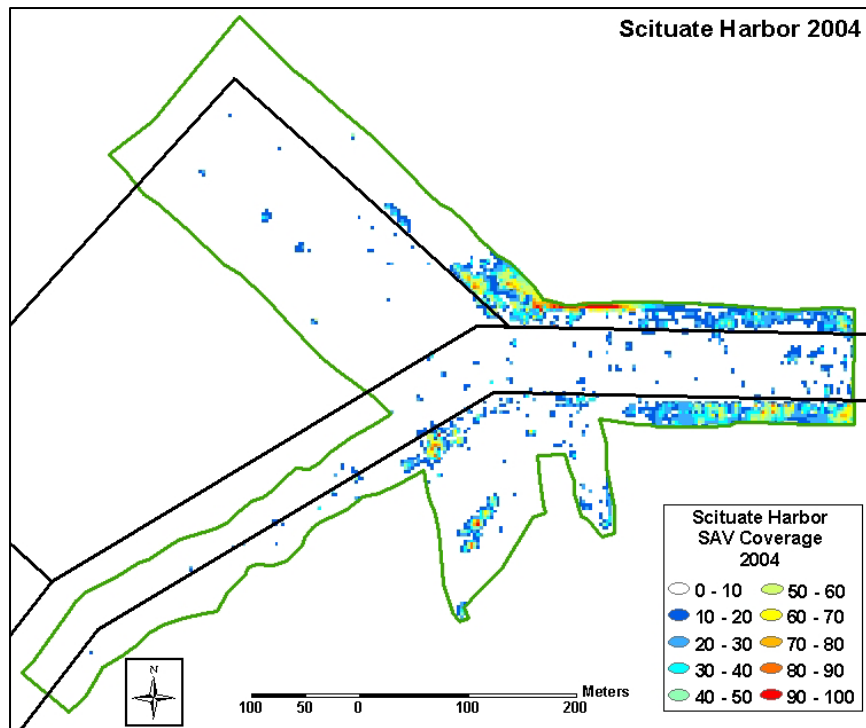 Scituate Harbor 2004
Scituate Harbor
SAV Coverage
2004
0 - 10
10 - 20
20 - 30
30 - 40
40 - 50
50 - 60
60 - 70
70 - 80
80 - 90
90 - 100
N
Meters
100 50 0 100 200